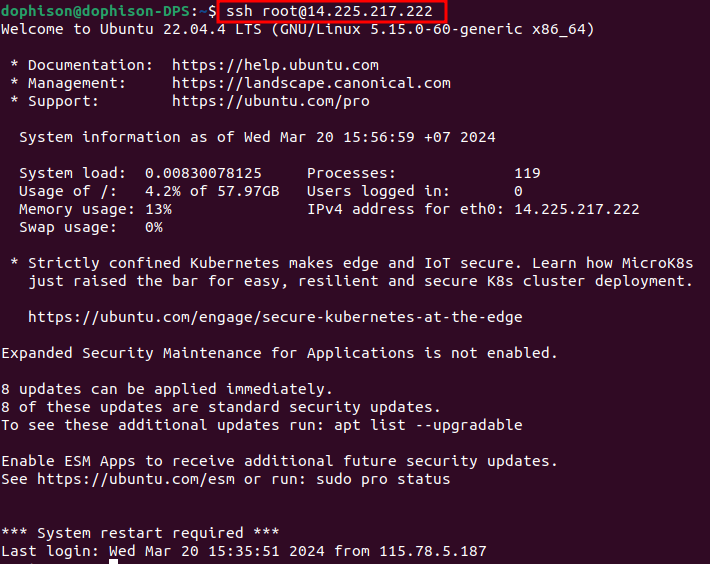 dophison@dophison-DPS:~$ ssh root@14.225.217.222
Welcome to Ubuntu 22.04.4 LTS (GNU/Linux 5.15.0-60-generic x86_64)
* Documentation: https://help.ubuntu.com
* Management: https://landscape.canonical.com
* Support: https://ubuntu.com/pro
System information as of Wed Mar 20 15:56:59 +07 2024
System load: 0.00830078125 Processes: 119
Usage of /: 4.2% of 57.97GB Users logged in: 0
Memory usage: 13% IPv4 address for eth0: 14.225.217.222
Swap usage: 0%
* Strictly confined Kubernetes makes edge and IoT secure. Learn how MicroK8s
just raised the bar for easy, resilient and secure K8s cluster deployment.
https://ubuntu.com/engage/secure-kubernetes-at-the-edge
Expanded Security Maintenance for Applications is not enabled.
8 updates can be applied immediately.
8 of these updates are standard security updates.
To see these additional updates run: apt list --upgradable
Enable ESM Apps to receive additional future security updates.
See https://ubuntu.com/esm or run: sudo pro status
*** System restart required ***
Last login: Wed Mar 20 15:35:51 2024 from 115.78.5.187